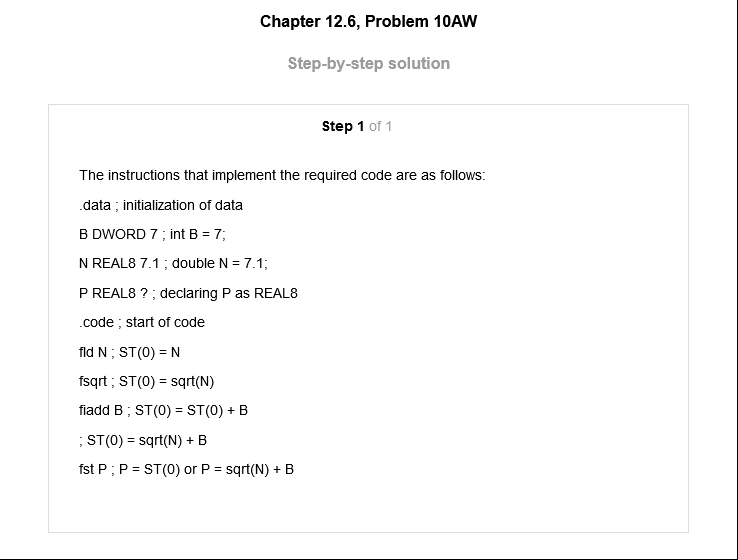 Chapter 12.6, Problem 10AW
Step-by-step solution
Step 1 of 1
The instructions that implement the required code are as follows:
.data ; initialization of data
B DWORD 7 ; int B = 7;
N REAL8 7.1 ; double N = 7.1;
P REAL8 ? ; declaring P as REAL8
.code ; start of code
fld N ; ST(0) = N
fsqrt ; ST(0) = sqrt(N)
fiadd B ; ST(0) = ST(0) + B
; ST(0) = sqrt(N) + B
fst P ; P = ST(0) or P = sqrt(N) + B